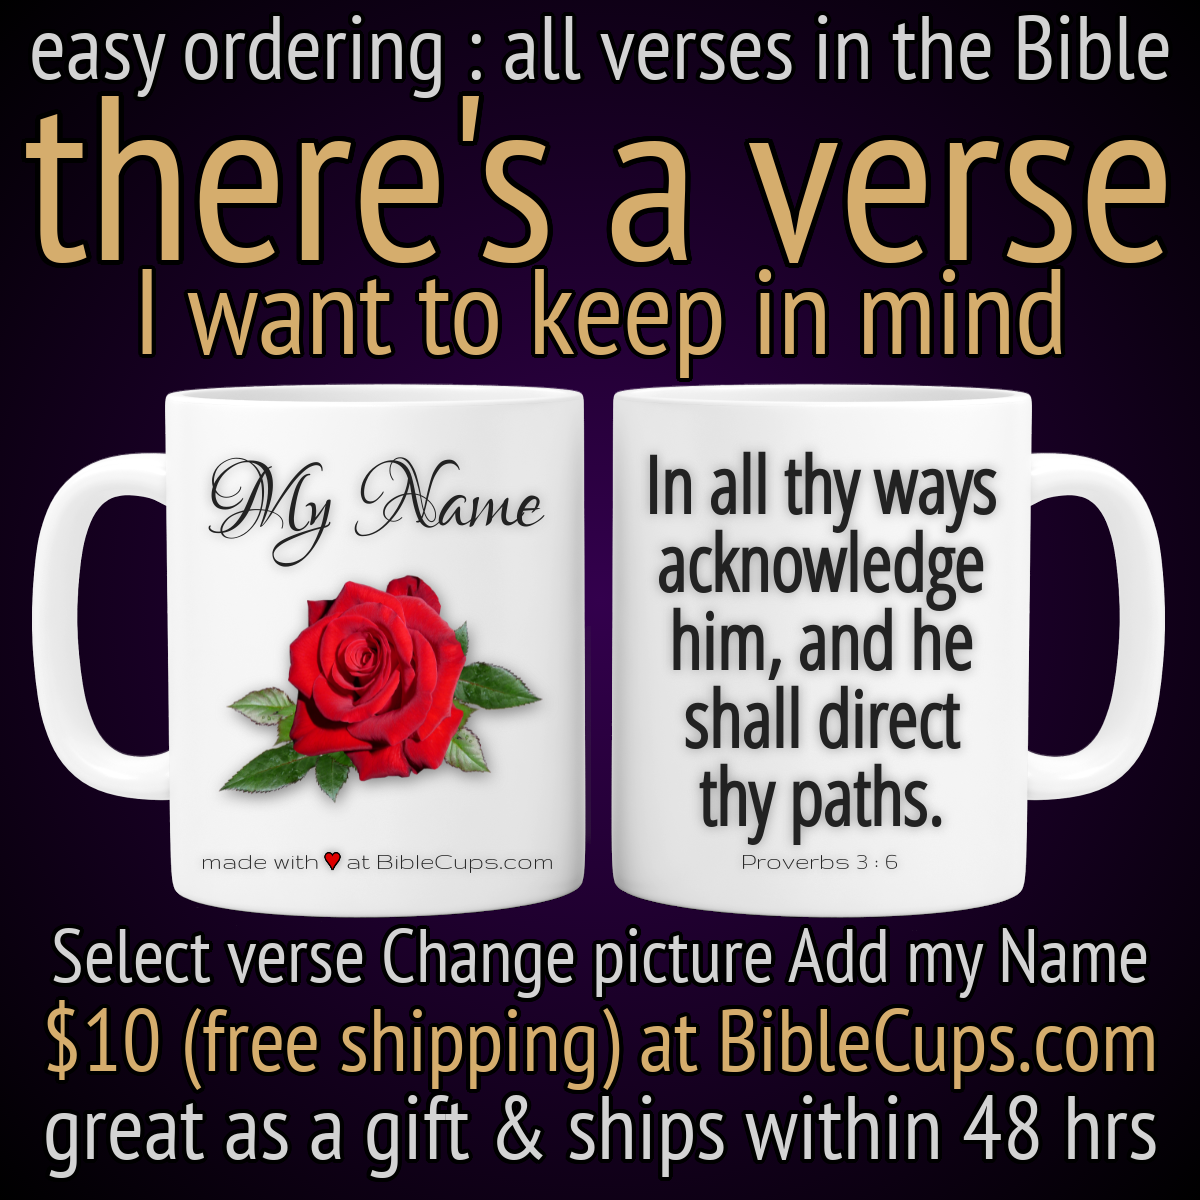 easy ordering : all verses in the Bible
there's a verse
I want to keep in mind
My Name
made with ♥ at BibleCups.com
In all thy ways
acknowledge
him, and he
shall direct
thy paths.
Proverbs 3 : 6
Select verse Change picture Add my Name
$10 (free shipping) at BibleCups.com
great as a gift & ships within 48 hrs